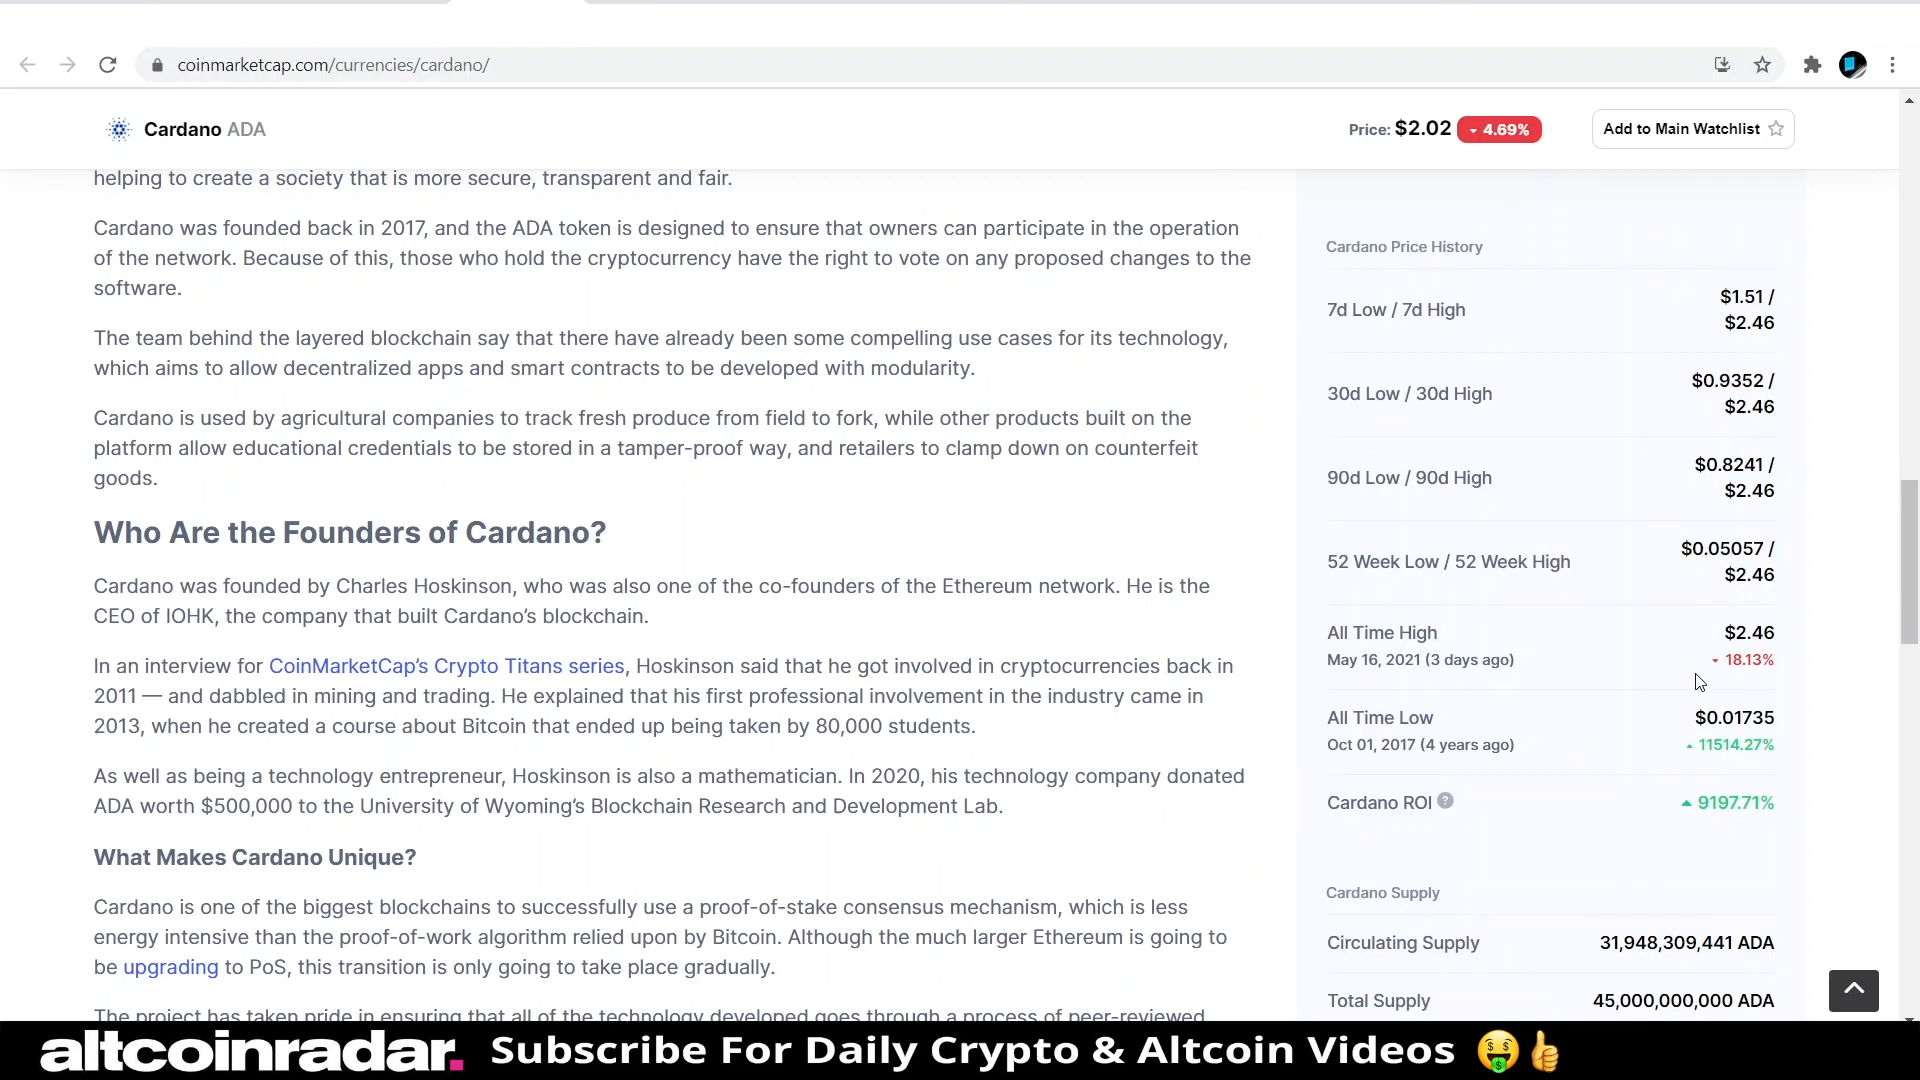 coinmarketcap.com/currencies/cardano/
Cardano ADA
Price: $2.02 4.69%
Add to Main Watchlist
helping to create a society that is more secure, transparent and fair.
Cardano was founded back in 2017, and the ADA token is designed to ensure that owners can participate in the operation
of the network. Because of this, those who hold the cryptocurrency have the right to vote on any proposed changes to the
software.
The team behind the layered blockchain say that there have already been some compelling use cases for its technology,
which aims to allow decentralized apps and smart contracts to be developed with modularity.
Cardano is used by agricultural companies to track fresh produce from field to fork, while other products built on the
platform allow educational credentials to be stored in a tamper-proof way, and retailers to clamp down on counterfeit
goods.
Who Are the Founders of Cardano?
Cardano was founded by Charles Hoskinson, who was also one of the co-founders of the Ethereum network. He is the
CEO of IOHK, the company that built Cardano’s blockchain.
In an interview for CoinMarketCap’s Crypto Titans series, Hoskinson said that he got involved in cryptocurrencies back in
2011 — and dabbled in mining and trading. He explained that his first professional involvement in the industry came in
2013, when he created a course about Bitcoin that ended up being taken by 80,000 students.
As well as being a technology entrepreneur, Hoskinson is also a mathematician. In 2020, his technology company donated
ADA worth $500,000 to the University of Wyoming’s Blockchain Research and Development Lab.
What Makes Cardano Unique?
Cardano is one of the biggest blockchains to successfully use a proof-of-stake consensus mechanism, which is less
energy intensive than the proof-of-work algorithm relied upon by Bitcoin. Although the much larger Ethereum is going to
be upgrading to PoS, this transition is only going to take place gradually.
The project has taken pride in ensuring that all of the technology developed goes through a process of peer-reviewed
Cardano Price History
7d Low / 7d High
$1.51 /
$2.46
30d Low / 30d High
$0.9352 /
$2.46
90d Low / 90d High
$0.8241 /
$2.46
52 Week Low / 52 Week High
$0.05057 /
$2.46
All Time High
$2.46
May 16, 2021 (3 days ago)
18.13%
All Time Low
$0.01735
Oct 01, 2017 (4 years ago)
11514.27%
Cardano ROI
9197.71%
Cardano Supply
Circulating Supply
31,948,309,441 ADA
Total Supply
45,000,000,000 ADA
altcoinradar. Subscribe For Daily Crypto & Altcoin Videos